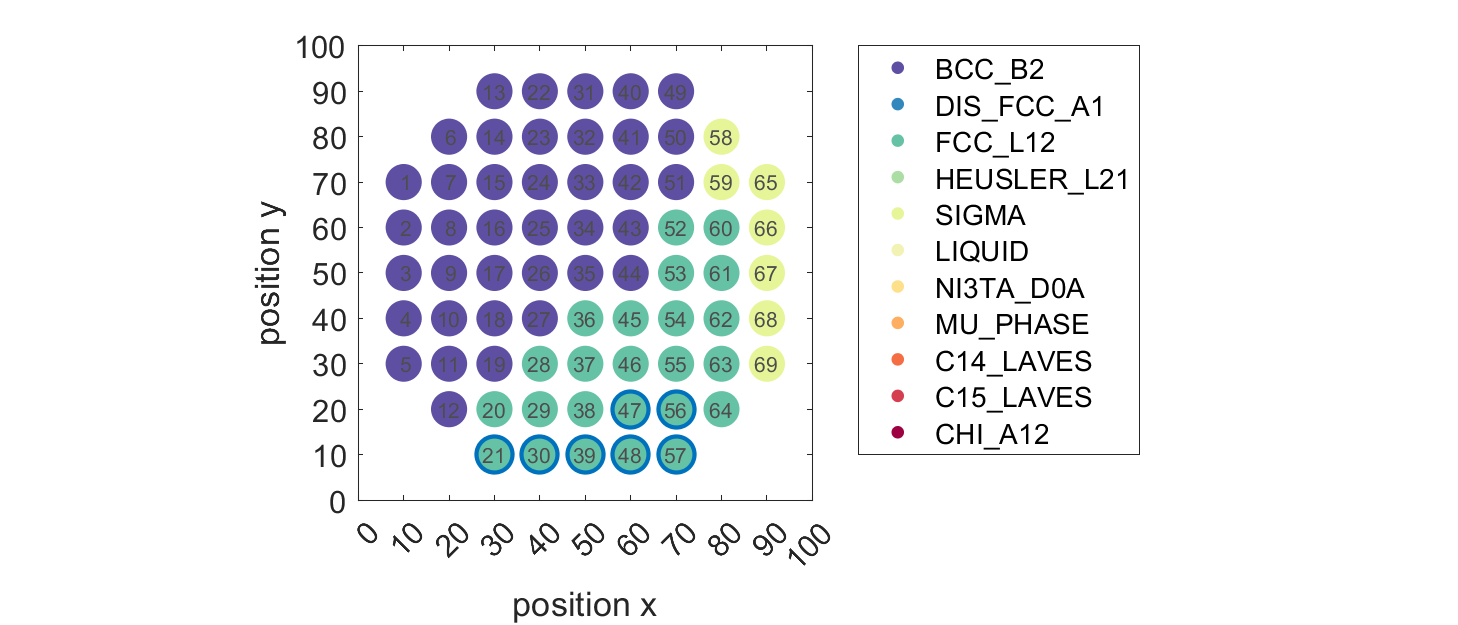 100
90
80
70
60
50
40
30
20
10
0
position y
13 22 31 40 49
6 14 23 32 41 50 58
1 7 15 24 33 42 51 59 65
2 8 16 25 34 43 52 60 66
3 9 17 26 35 44 53 61 67
4 10 18 27 36 45 54 62 68
5 11 19 28 37 46 55 63 69
12 20 29 38 47 56 64
21 30 39 48 57
0 10 20 30 40 50 60 70 80 90 100
position x
BCC_B2
DIS_FCC_A1
FCC_L12
HEUSLER_L21
SIGMA
LIQUID
NI3TA_D0A
MU_PHASE
C14_LAVES
C15_LAVES
CHI_A12